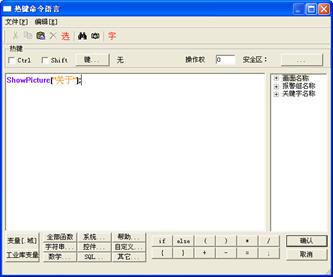 热键命令语言
文件[F] 编辑[E]
选 字
热键
Ctrl Shift 键... 无 操作权 0 安全区： ...
ShowPicture("关于");
画面名称
报警组名称
关键字名称
变量[.域] 全部函数 系统... 帮助... if else ( ) * / 确认
字符串... 控件... 自定义...
工业库变量 数学... SQL... 其它... { } + - = ; 取消